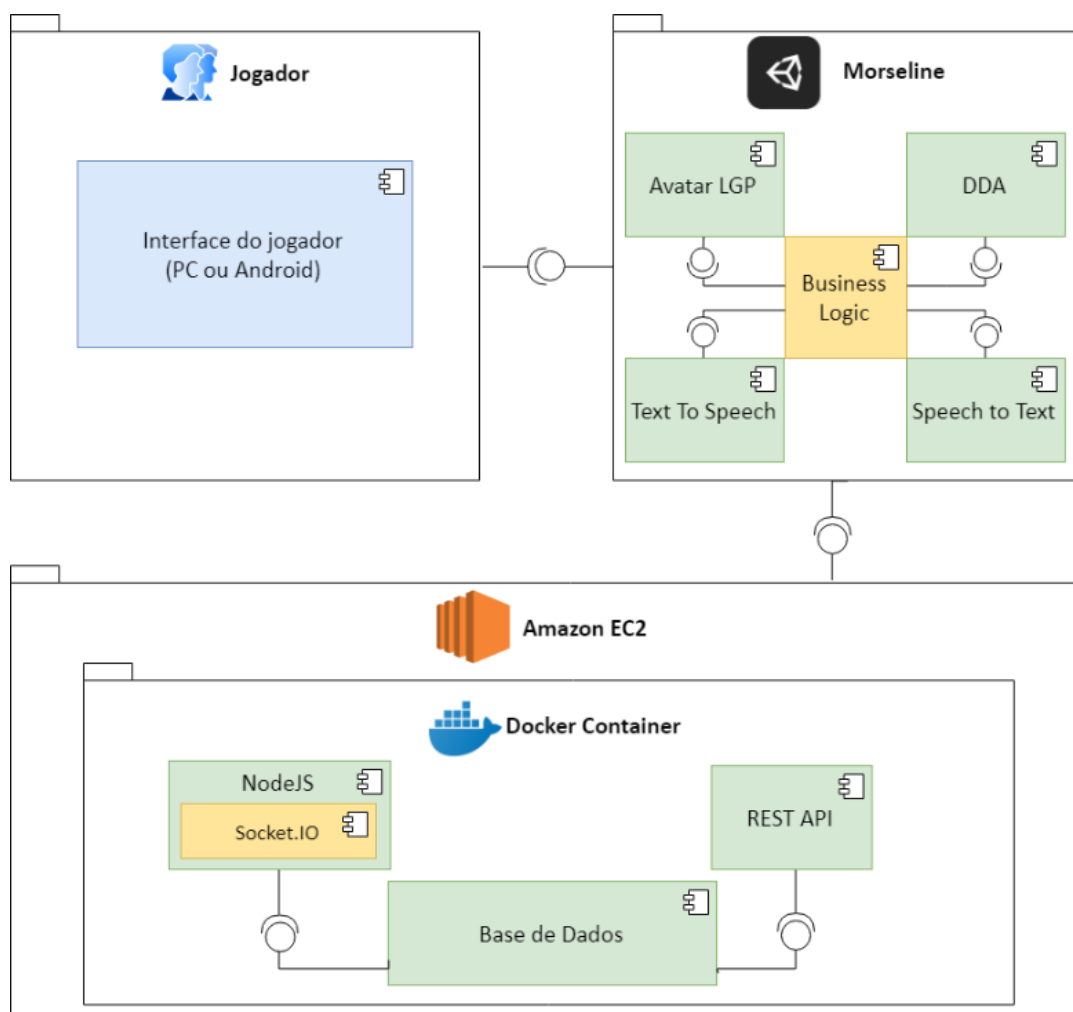 Jogador
Interface do jogador
(PC ou Android)
Morseline
Avatar LGP
DDA
Business
Logic
Text To Speech
Speech to Text
Amazon EC2
Docker Container
NodeJS
Socket.IO
REST API
Base de Dados